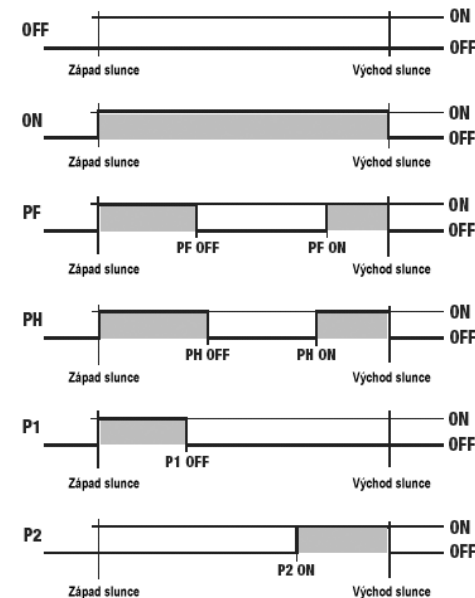 ON
OFF
OFF
Západ slunce Východ slunce
ON
ON
OFF
Západ slunce Východ slunce
PF
ON
OFF
PF OFF PF ON
Západ slunce Východ slunce
PH
ON
OFF
PH OFF PH ON
Západ slunce Východ slunce
P1
ON
OFF
P1 OFF
Západ slunce Východ slunce
P2
ON
OFF
P2 ON
Západ slunce Východ slunce